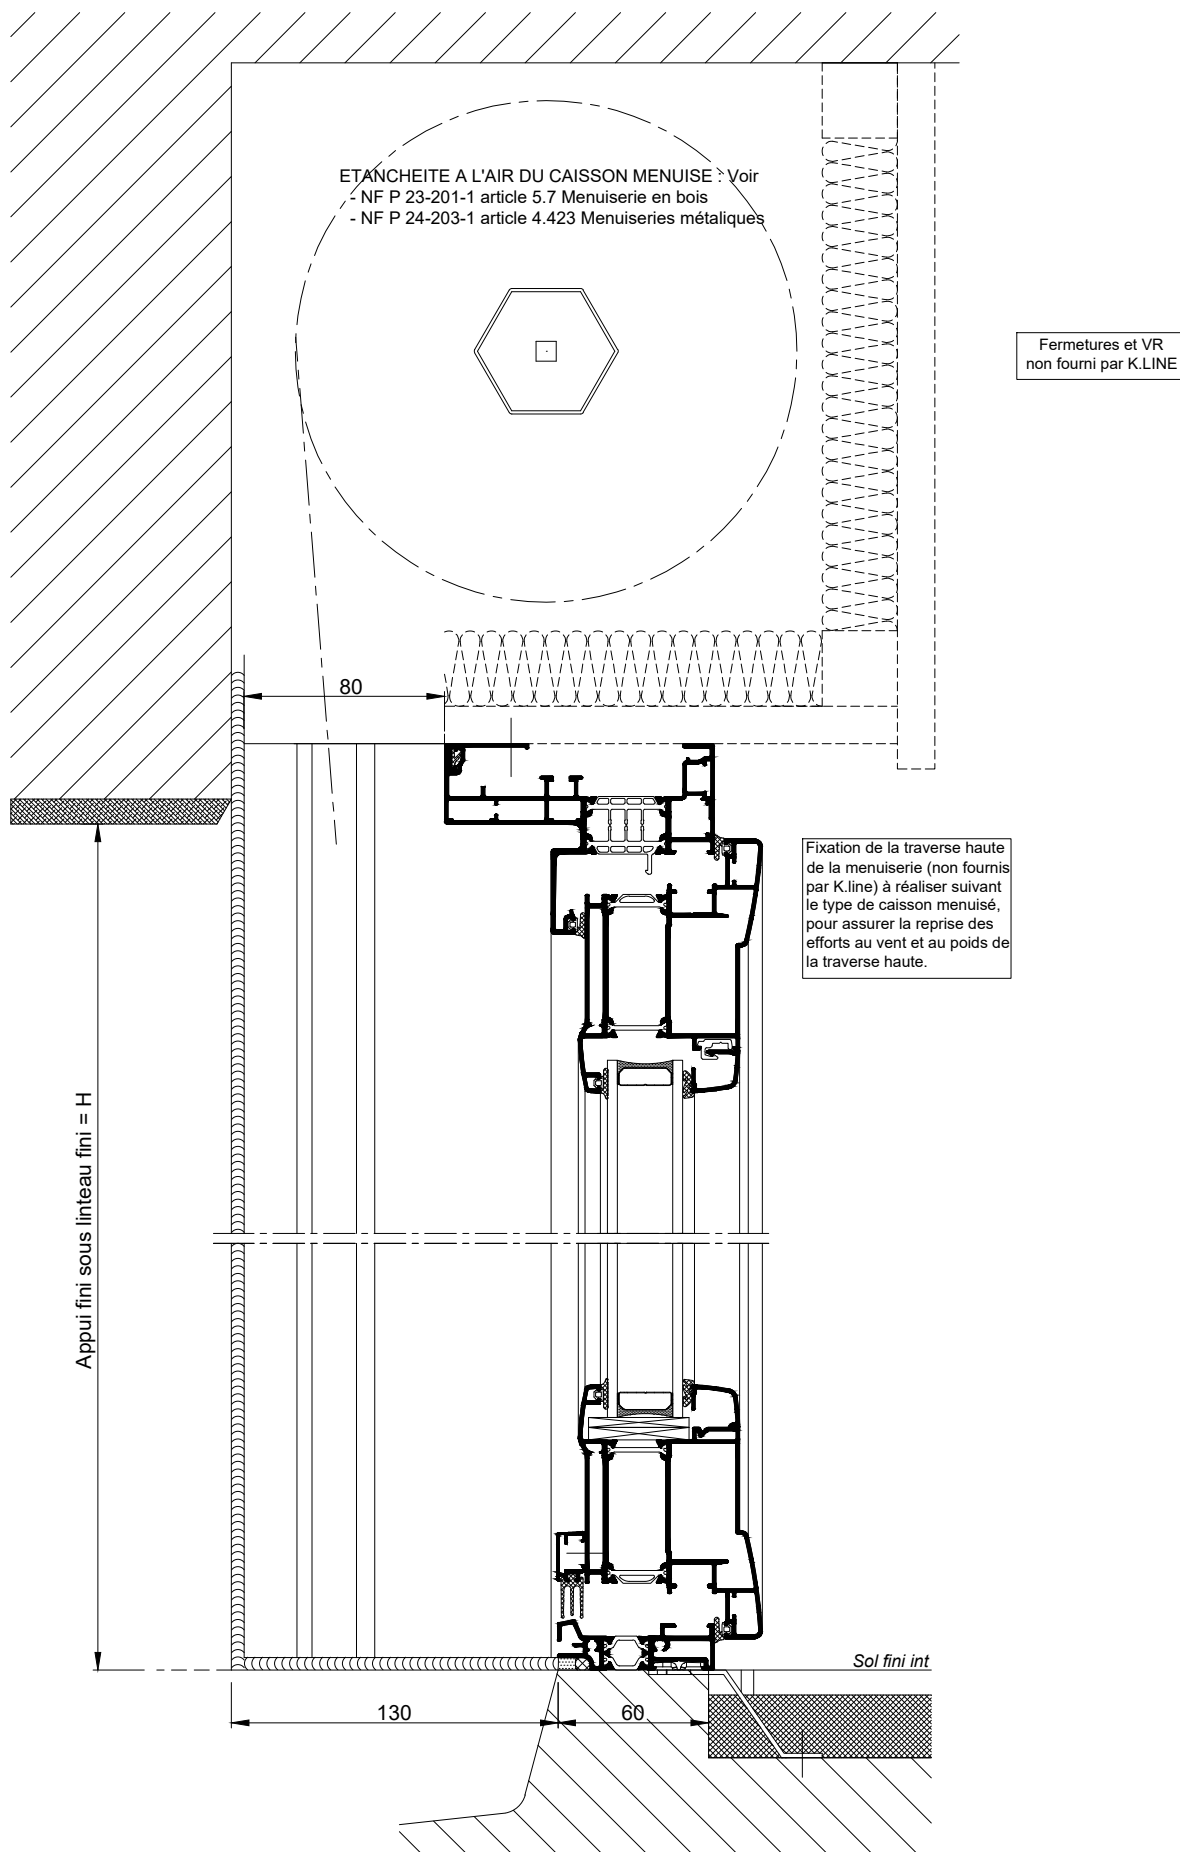 ETANCHEITE A L'AIR DU CAISSON MENUISE : Voir
- NF P 23-201-1 article 5.7 Menuiserie en bois
- NF P 24-203-1 article 4.423 Menuiseries métaliques
Fermetures et VR
non fourni par K.LINE
80
Fixation de la traverse haute
de la menuiserie (non fournis
par K.line) à réaliser suivant
le type de caisson menuisé,
pour assurer la reprise des
efforts au vent et au poids de
la traverse haute.
Appui fini sous linteau fini = H
Sol fini int
130
60